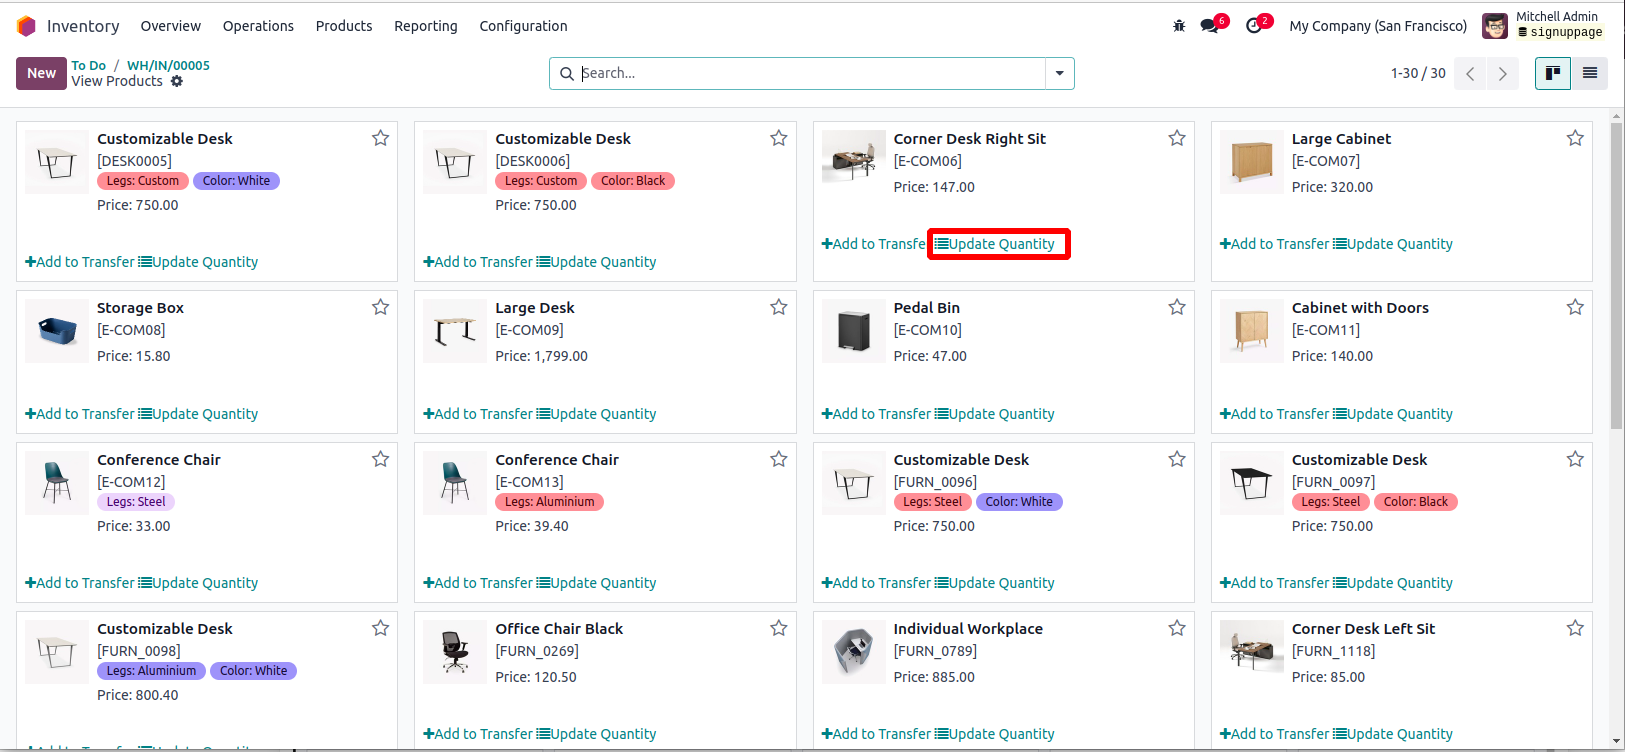 Inventory Overview Operations Products Reporting Configuration 6 2 My Company (San Francisco) Mitchell Admin
signuppage
New To Do / WH/IN/00005 Search... 1-30 / 30
View Products
Customizable Desk
[DESK0005]
Legs: Custom Color: White
Price: 750.00
Add to Transfer Update Quantity
Customizable Desk
[DESK0006]
Legs: Custom Color: Black
Price: 750.00
Add to Transfer Update Quantity
Corner Desk Right Sit
[E-COM06]
Price: 147.00
Add to Transfe Update Quantity
Large Cabinet
[E-COM07]
Price: 320.00
Add to Transfer Update Quantity
Storage Box
[E-COM08]
Price: 15.80
Add to Transfer Update Quantity
Large Desk
[E-COM09]
Price: 1,799.00
Add to Transfer Update Quantity
Pedal Bin
[E-COM10]
Price: 47.00
Add to Transfer Update Quantity
Cabinet with Doors
[E-COM11]
Price: 140.00
Add to Transfer Update Quantity
Conference Chair
[E-COM12]
Legs: Steel
Price: 33.00
Add to Transfer Update Quantity
Conference Chair
[E-COM13]
Legs: Aluminium
Price: 39.40
Add to Transfer Update Quantity
Customizable Desk
[FURN_0096]
Legs: Steel Color: White
Price: 750.00
Add to Transfer Update Quantity
Customizable Desk
[FURN_0097]
Legs: Steel Color: Black
Price: 750.00
Add to Transfer Update Quantity
Customizable Desk
[FURN_0098]
Legs: Aluminium Color: White
Price: 800.40
Office Chair Black
[FURN_0269]
Price: 120.50
Add to Transfer Update Quantity
Individual Workplace
[FURN_0789]
Price: 885.00
Add to Transfer Update Quantity
Corner Desk Left Sit
[FURN_1118]
Price: 85.00
Add to Transfer Update Quantity